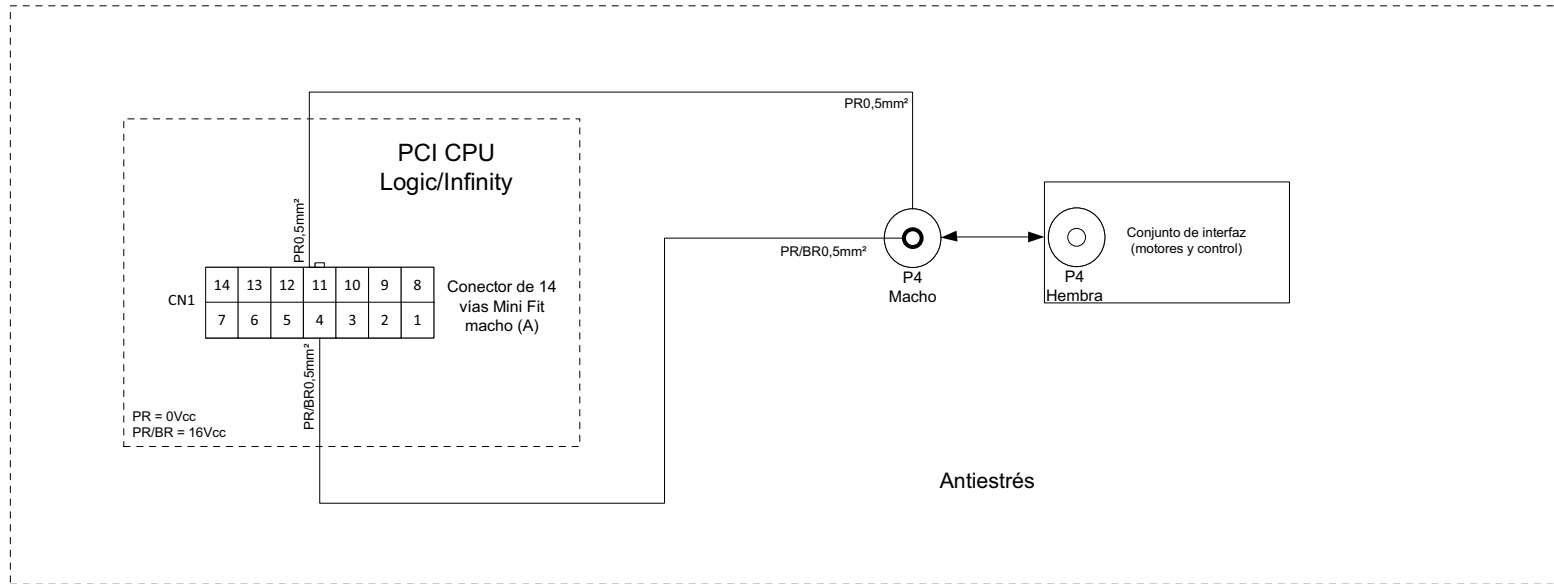 PR0,5mm²
PCI CPU
Logic/Infinity
PR0,5mm²
CN1
14 13 12 11 10 9 8
7 6 5 4 3 2 1
Conector de 14
vías Mini Fit
macho (A)
PR/BR0,5mm²
PR = 0Vcc
PR/BR = 16Vcc
PR/BR0,5mm²
P4
Macho
P4
Hembra
Conjunto de interfaz
(motores y control)
Antiestrés